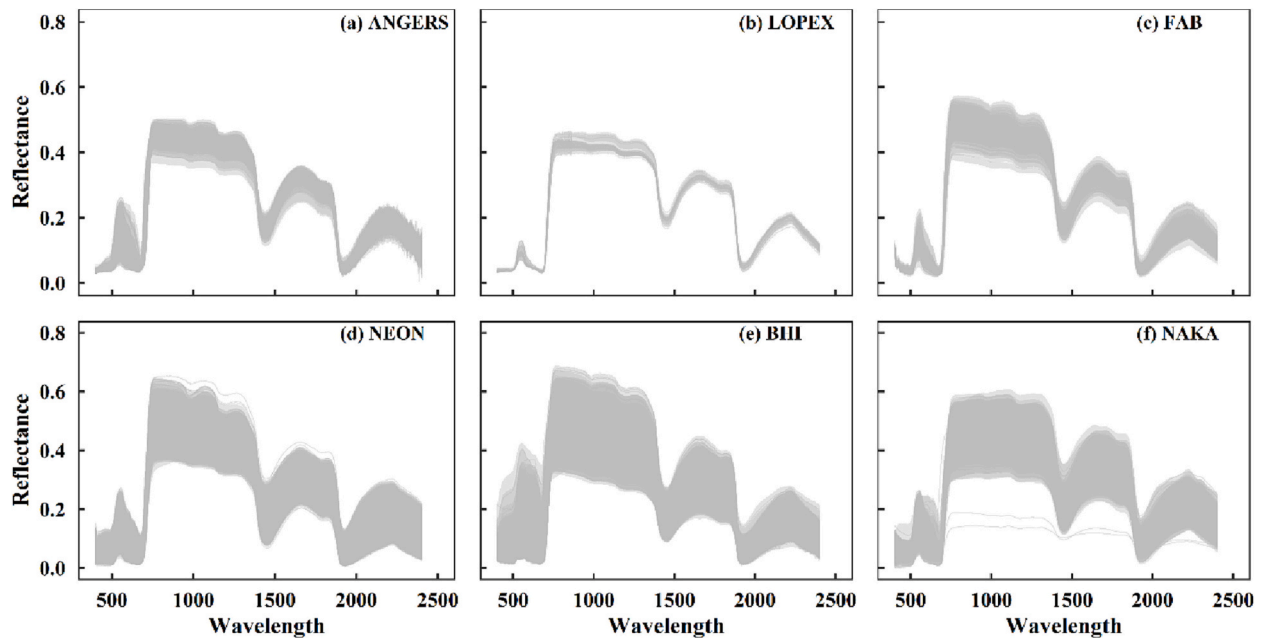 (a) ANGERS
(b) LOPEX
(c) FAB
0.8
0.6
0.4
0.2
0.0
Reflectance
(d) NEON
(e) BHI
(f) NAKA
0.8
0.6
0.4
0.2
0.0
Reflectance
500 1000 1500 2000 2500
500 1000 1500 2000 2500
500 1000 1500 2000 2500
Wavelength
Wavelength
Wavelength